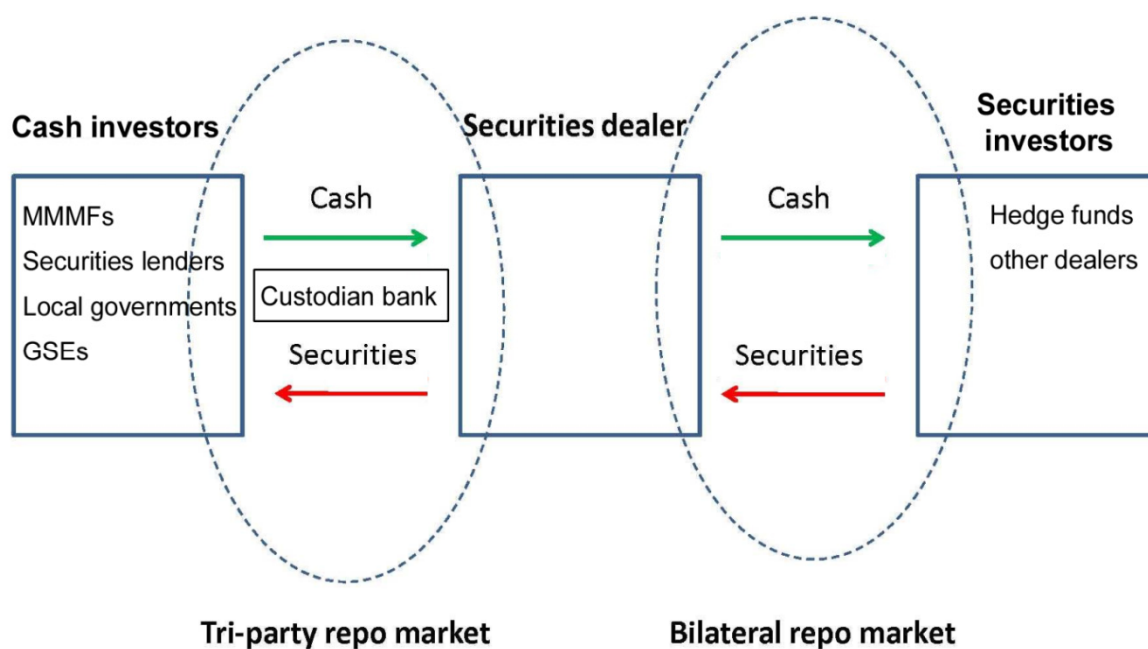 Cash investors
Securities dealer
Securities
investors
MMMFs
Securities lenders
Local governments
GSEs
Cash
Custodian bank
Securities
Cash
Securities
Hedge funds
other dealers
Tri-party repo market
Bilateral repo market